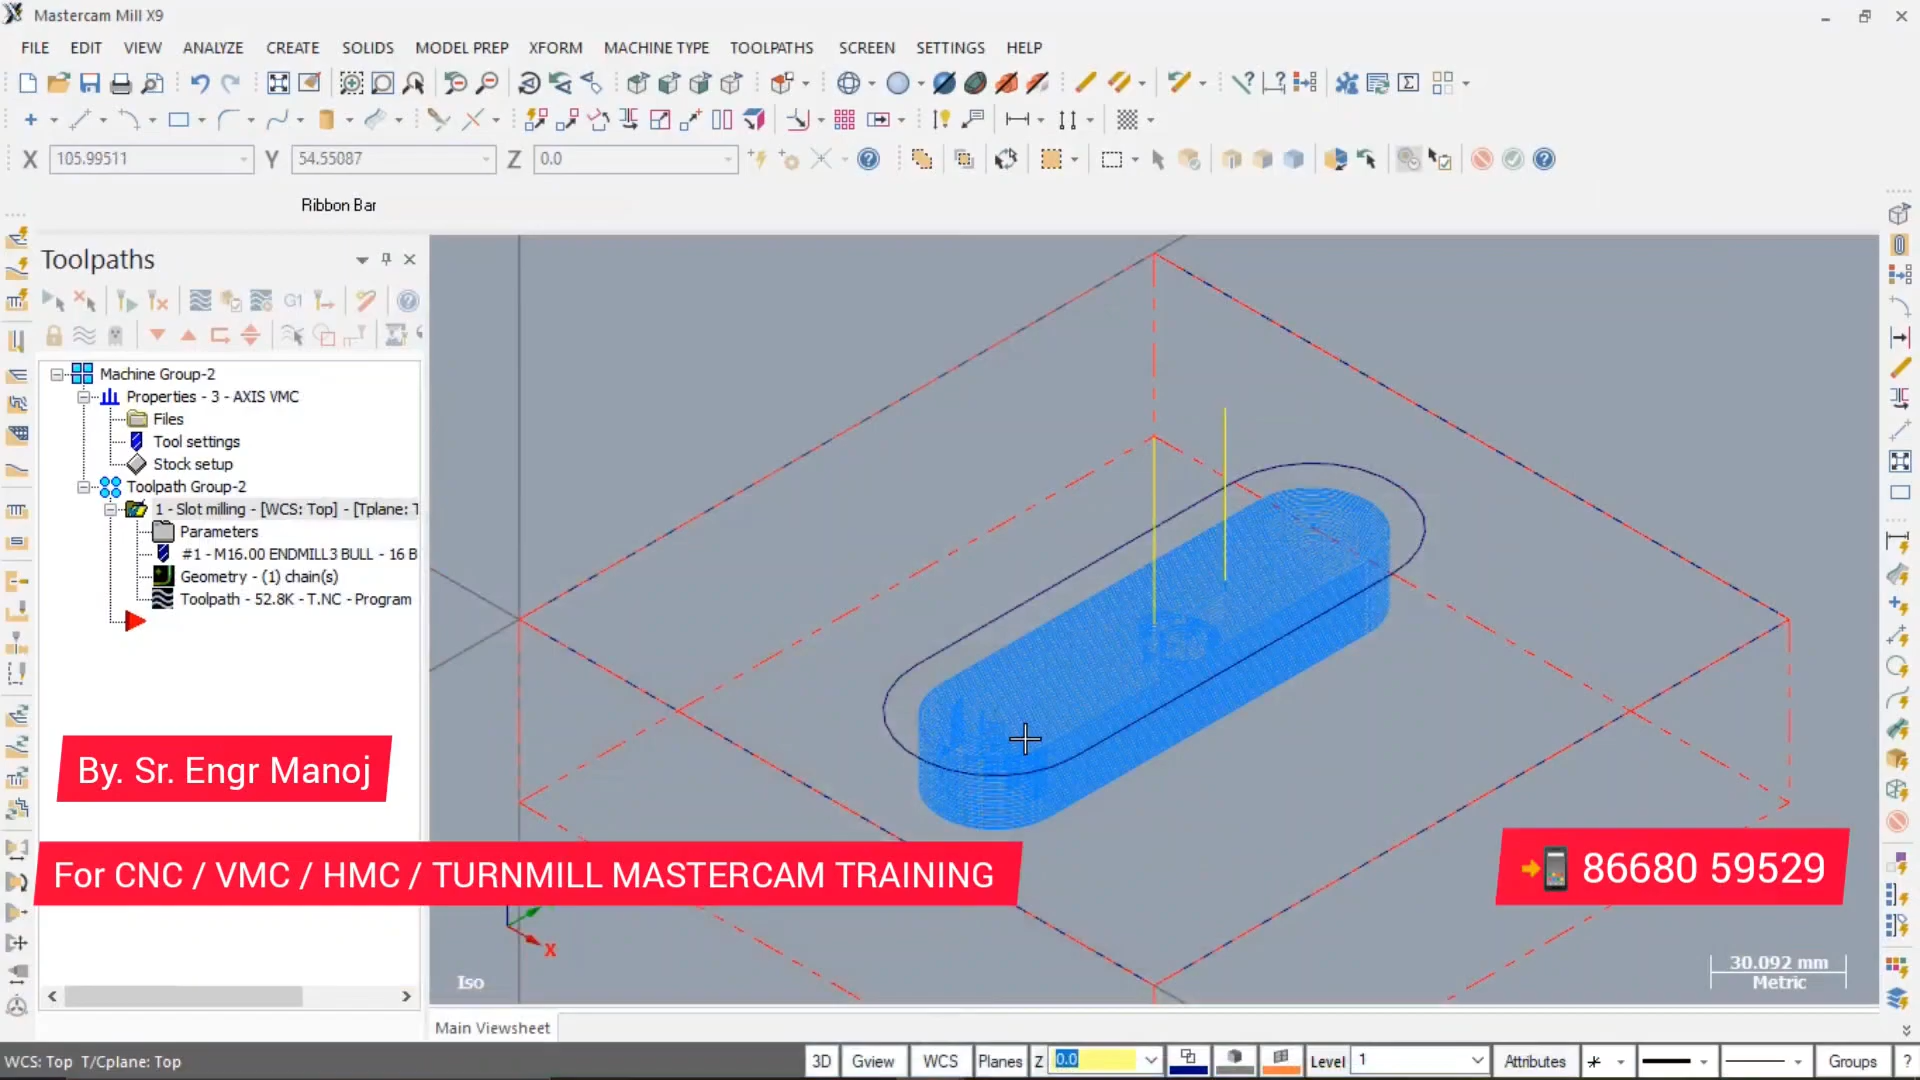 Mastercam Mill X9
FILE EDIT VIEW ANALYZE CREATE SOLIDS MODEL PREP XFORM MACHINE TYPE TOOLPATHS SCREEN SETTINGS HELP
X 105.99511 Y 54.55087 Z 0.0
Ribbon Bar
Toolpaths
G1
Machine Group-2
Properties - 3 - AXIS VMC
Files
Tool settings
Stock setup
Toolpath Group-2
1 - Slot milling - [WCS: Top] - [Tplane: T
Parameters
#1 - M16.00 ENDMILL3 BULL - 16 B
Geometry - (1) chain(s)
Toolpath - 52.8K - T.NC - Program
By. Sr. Engr Manoj
For CNC / VMC / HMC / TURNMILL MASTERCAM TRAINING
86680 59529
X
Iso
30.092 mm
Metric
Main Viewsheet
WCS: Top T/Cplane: Top
3D Gview WCS Planes Z 0.0 Level 1 Attributes Groups ?